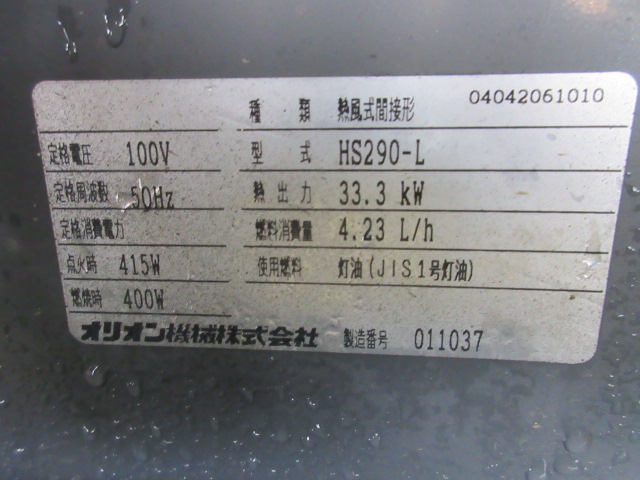 04042061010
種 類 熱風式間接形
定格電圧 100V
型 式 HS290-L
定格周波数 50Hz
熱 出 力 33.3 kW
定格消費電力
燃料消費量 4.23 L/h
点火時 415W
使用燃料 灯油(JIS1号灯油)
燃焼時 400W
オリオン機械株式会社 製造番号 011037